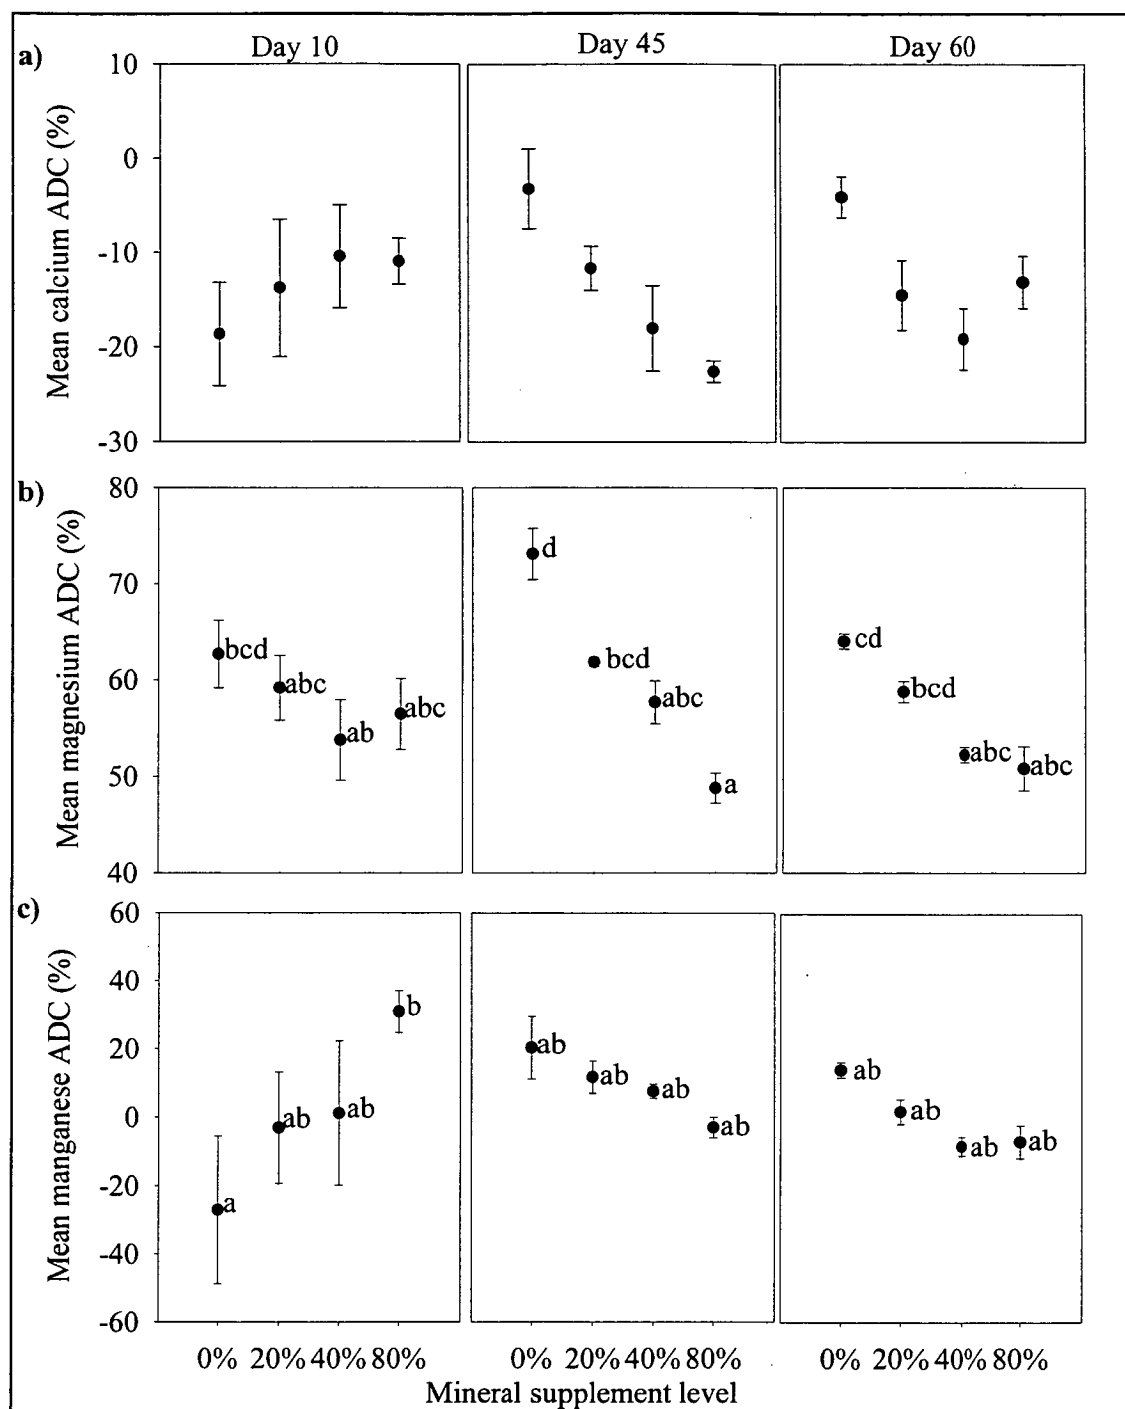 a)
Day 10
Day 45
Day 60
Mean calcium ADC (%)
10
0
-10
-20
-30
b)
Mean magnesium ADC (%)
80
70
60
50
40
bcd
abc
ab
abc
d
bcd
abc
a
cd
bcd
abc
abc
c)
Mean manganese ADC (%)
60
40
20
0
-20
-40
-60
a
ab
ab
b
ab
ab
ab
ab
ab
ab
ab
ab
0% 20% 40% 80%
0% 20% 40% 80%
0% 20% 40% 80%
Mineral supplement level